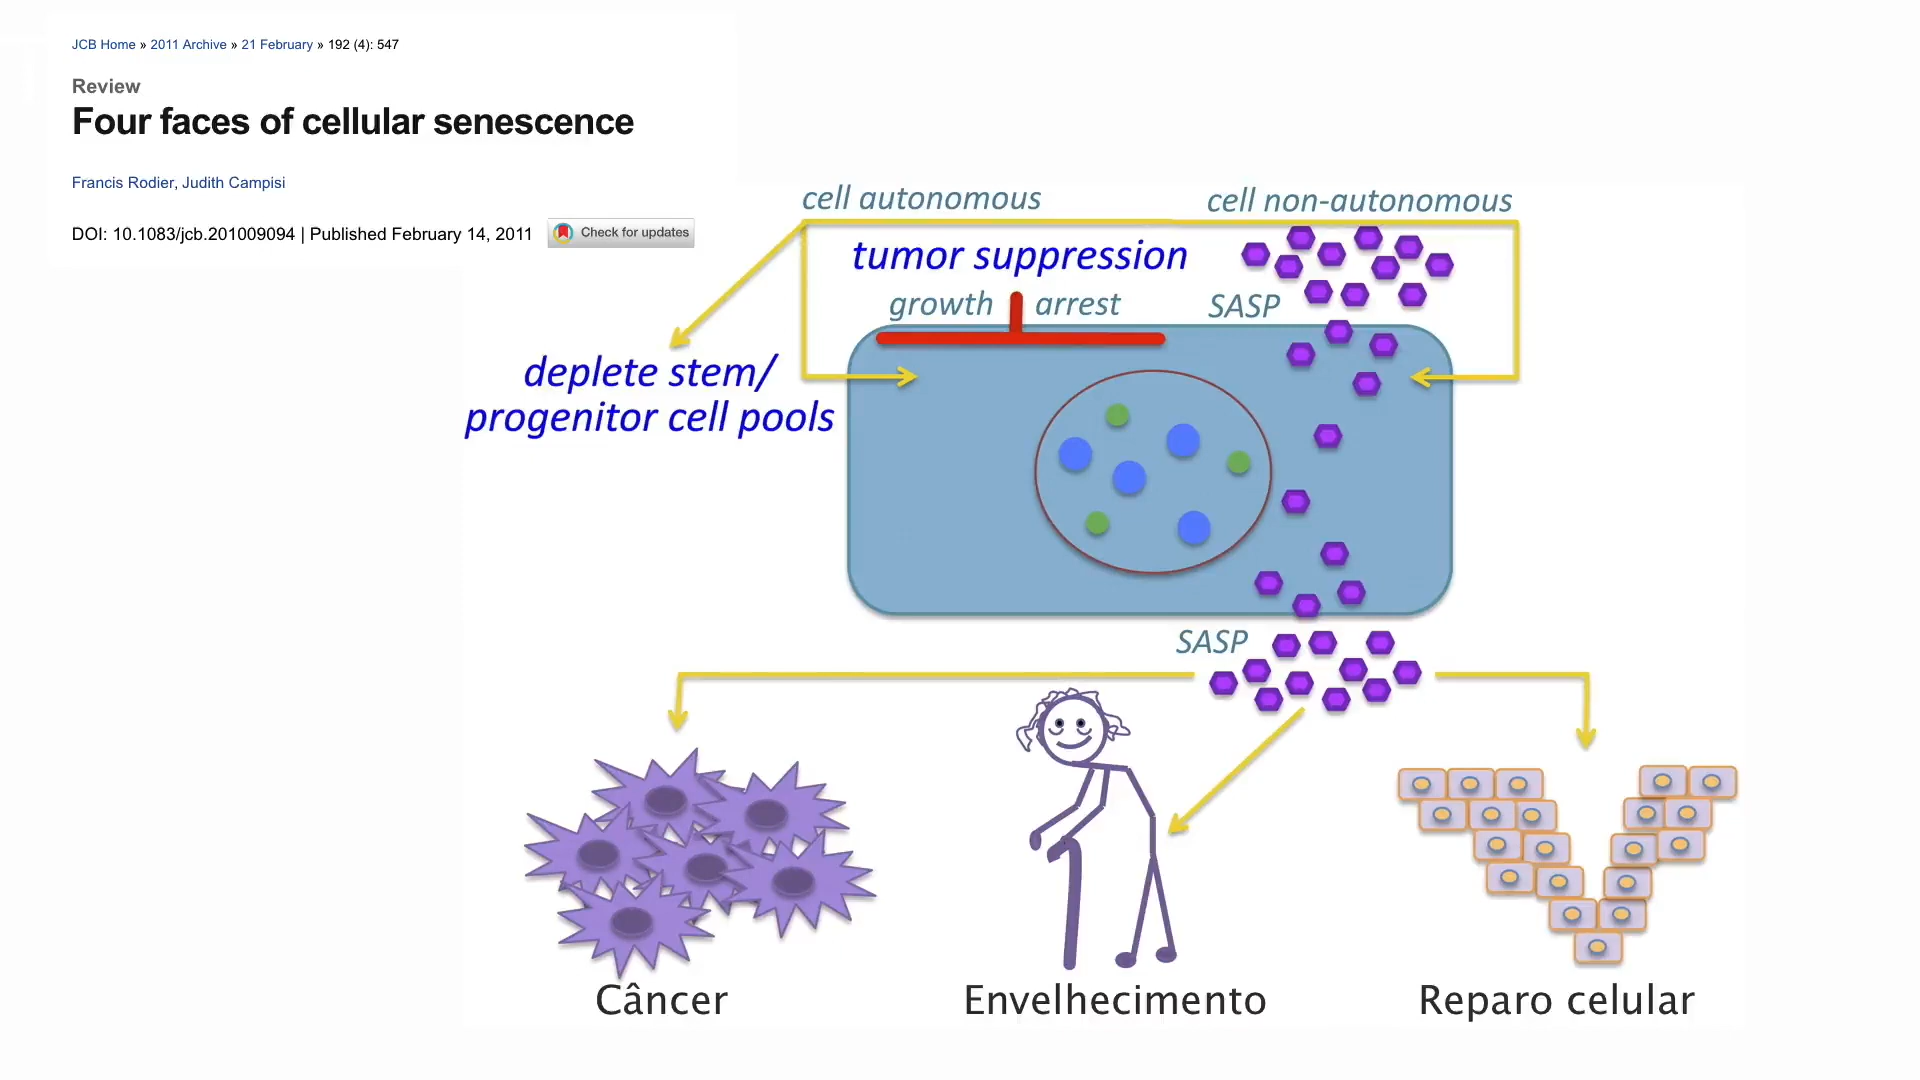 JCB Home » 2011 Archive » 21 February » 192 (4): 547
Review
Four faces of cellular senescence
Francis Rodier, Judith Campisi
DOI: 10.1083/jcb.201009094 | Published February 14, 2011
Check for updates
cell autonomous
cell non-autonomous
tumor suppression
growth arrest
SASP
deplete stem/
progenitor cell pools
SASP
Câncer
Envelhecimento
Reparo celular